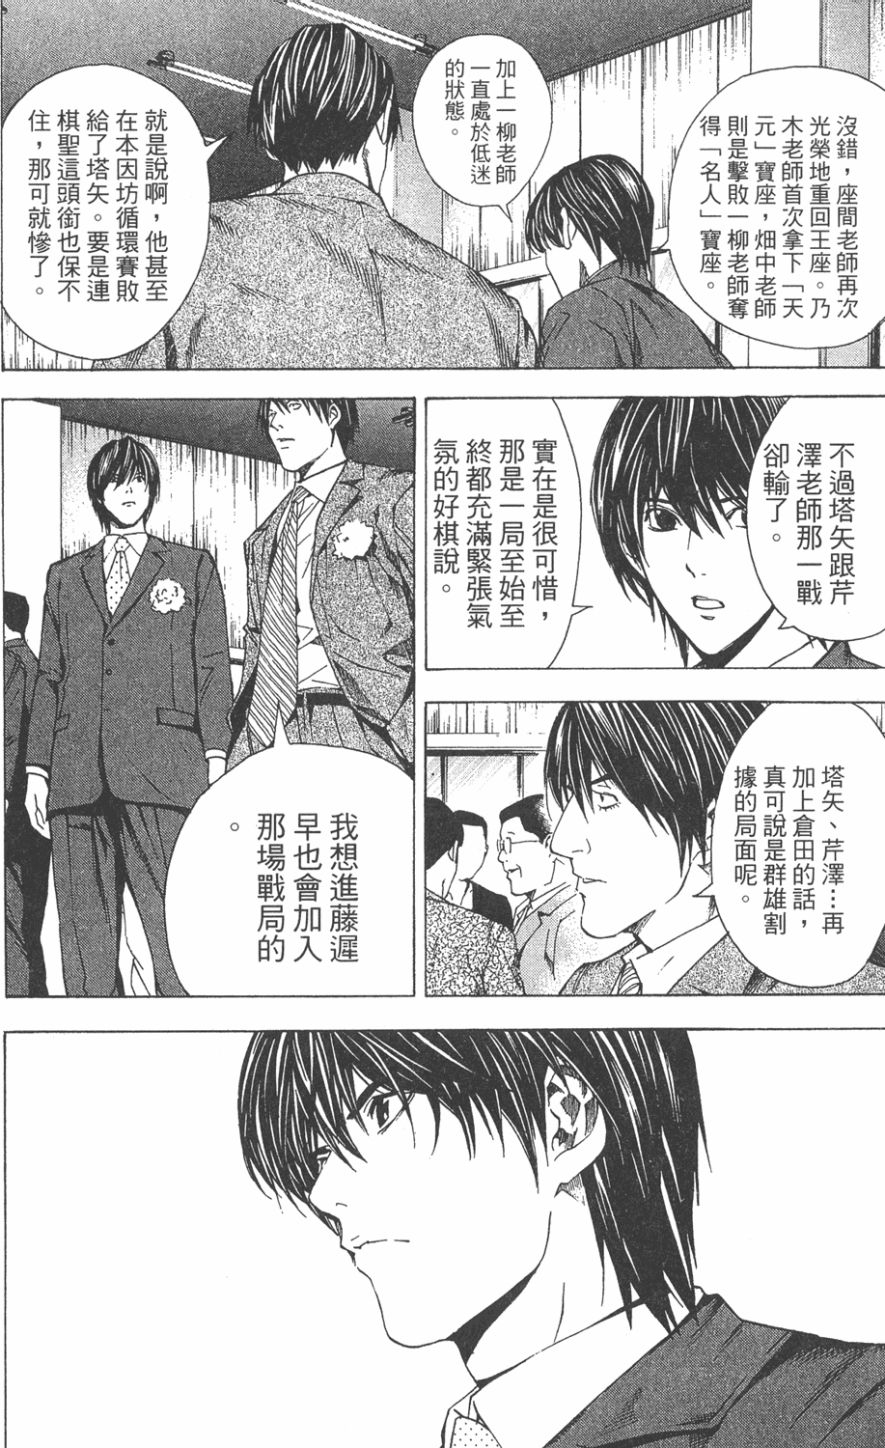 沒錯，座間老師再次
光榮地重回王座。乃
木老師首次拿下「天
元」寶座，畑中老師
則是擊敗一柳老師奪
得「名人」寶座。
加上一柳老師
一直處於低迷
的狀態。
就是說啊，他甚至
在本因坊循環賽敗
給了塔矢。要是連
棋聖這頭銜也保不
住，那可就慘了。
不過塔矢跟芹
澤老師那一戰
卻輸了。
實在是很可惜，
那是一局至始至
終都充滿緊張氣
氛的好棋說。
塔矢、芹澤…再
加上倉田的話，
真可說是群雄割
據的局面呢。
我想進藤遲
早也會加入
那場戰局的
。